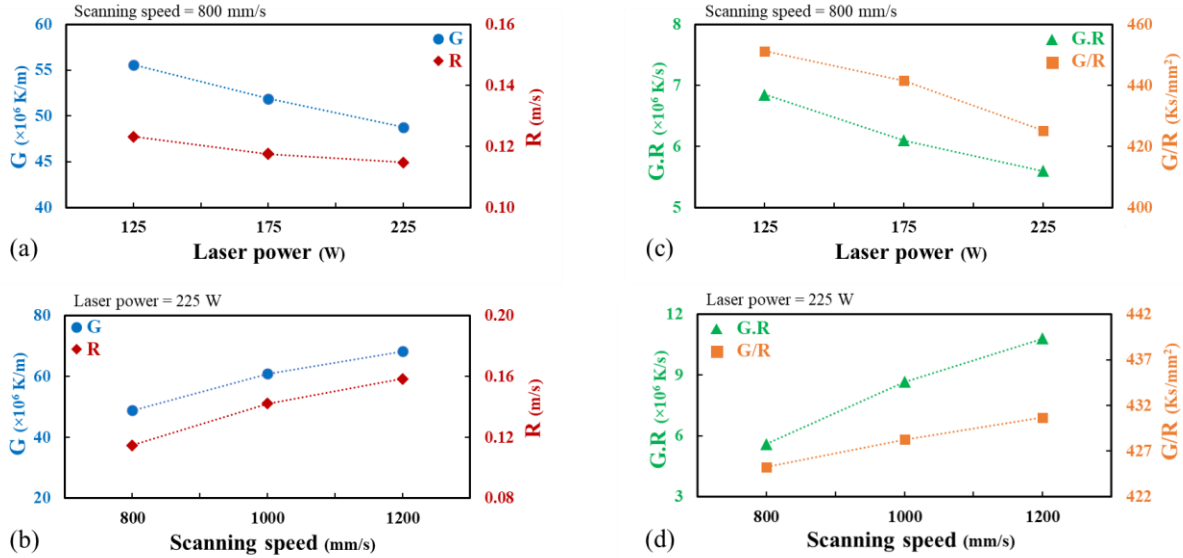 Scanning speed = 800 mm/s
60
55
50
45
40
G (×10⁶ K/m)
G
R
0.16
0.14
0.12
0.10
R (m/s)
125 175 225
(a) Laser power (W)
Scanning speed = 800 mm/s
8
7
6
5
G.R (×10⁶ K/s)
G.R
G/R
460
440
420
400
G/R (Ks/mm²)
125 175 225
(c) Laser power (W)
Laser power = 225 W
80
60
40
20
G (×10⁶ K/m)
G
R
0.20
0.16
0.12
0.08
R (m/s)
800 1000 1200
(b) Scanning speed (mm/s)
Laser power = 225 W
12
9
6
3
G.R (×10⁶ K/s)
G.R
G/R
442
437
432
427
422
G/R (Ks/mm²)
800 1000 1200
(d) Scanning speed (mm/s)